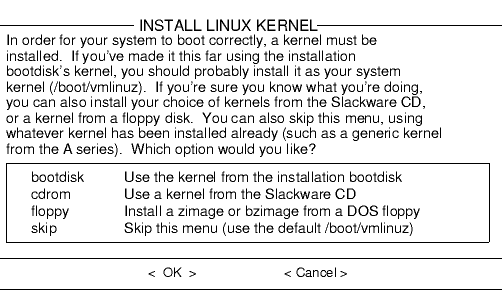 INSTALL LINUX KERNEL
In order for your system to boot correctly, a kernel must be
installed.  If you've made it this far using the installation
bootdisk's kernel, you should probably install it as your system
kernel (/boot/vmlinuz).  If you're sure you know what you're doing,
you can also install your choice of kernels from the Slackware CD,
or a kernel from a floppy disk.  You can also skip this menu, using
whatever kernel has been installed already (such as a generic kernel
from the A series).  Which option would you like?
bootdisk Use the kernel from the installation bootdisk
cdrom Use a kernel from the Slackware CD
floppy Install a zimage or bzimage from a DOS floppy
skip Skip this menu (use the default /boot/vmlinuz)
< OK > < Cancel >